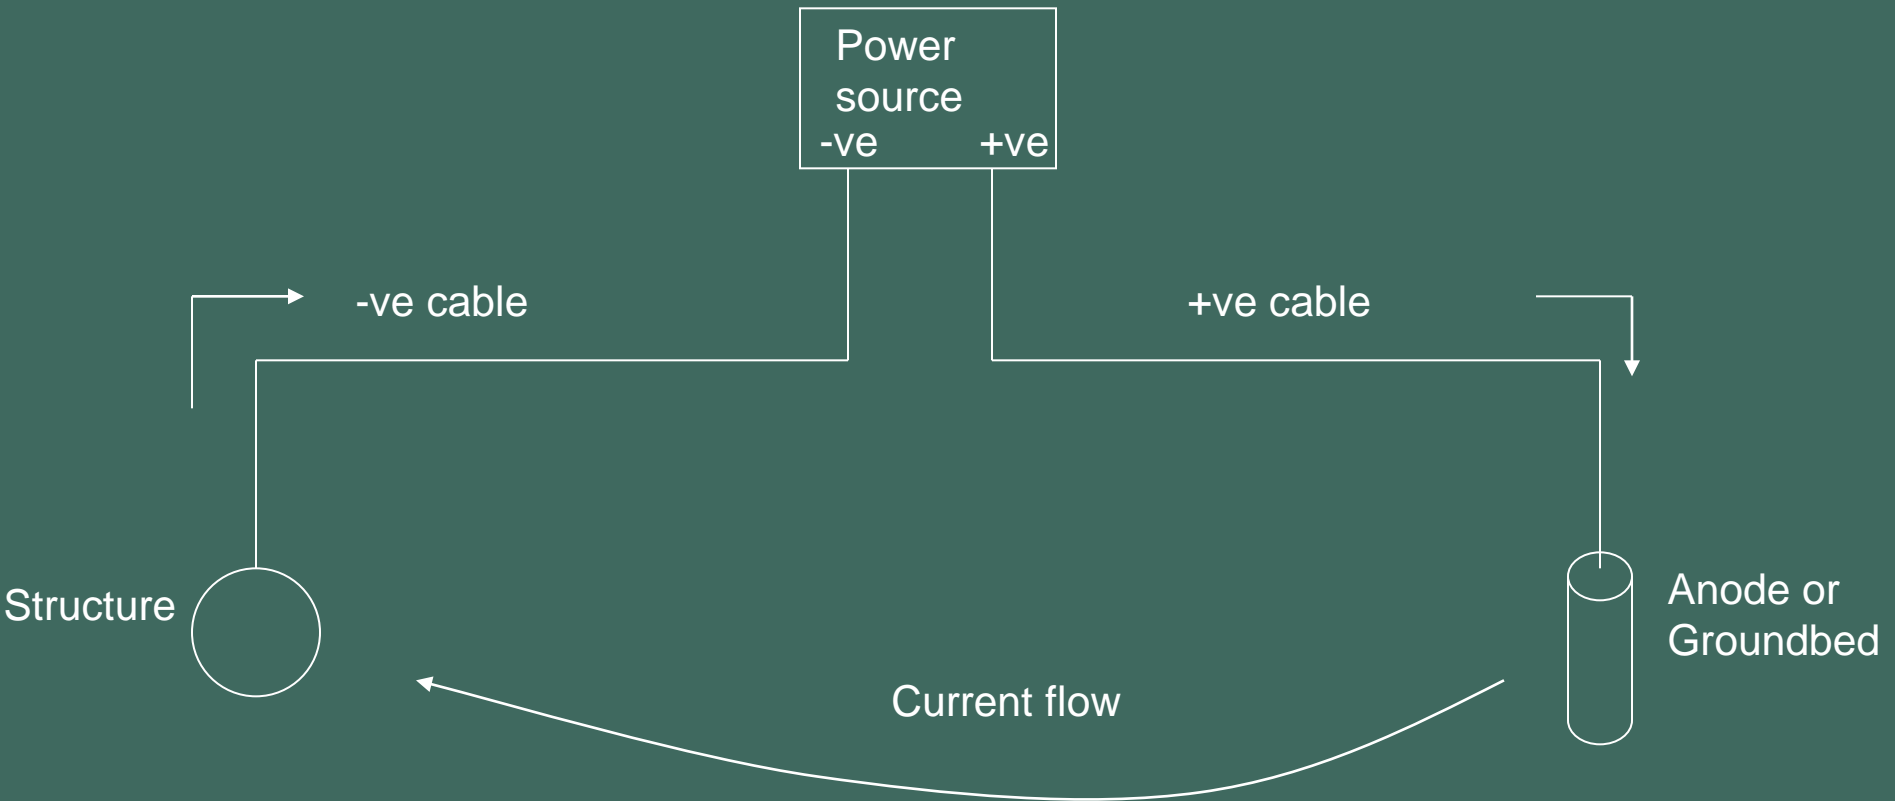 Power
source
-ve +ve
-ve cable
+ve cable
Structure
Anode or
Groundbed
Current flow